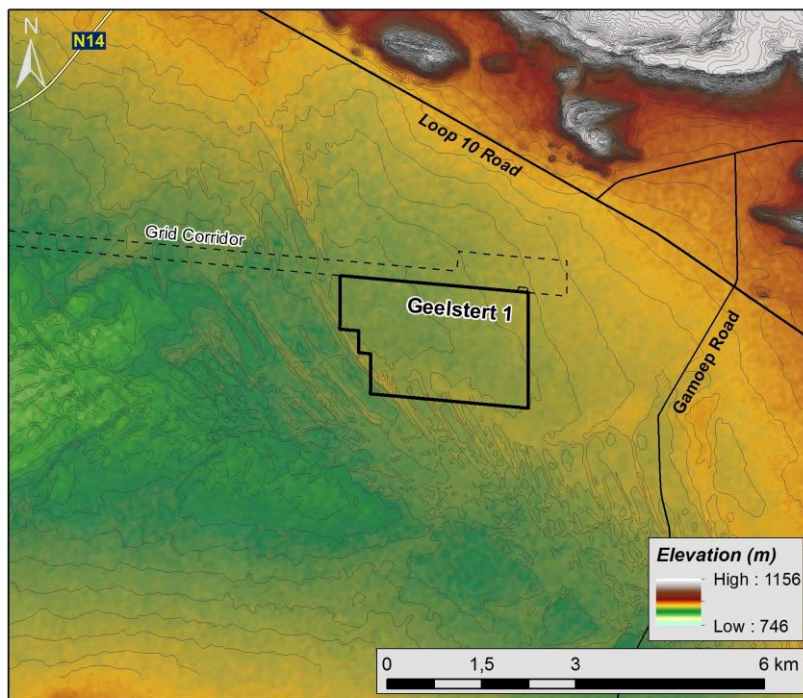 N
N14
Loop 10 Road
Grid Corridor
Geelstert 1
Gamoep Road
Elevation (m)
High : 1156
Low : 746
0 1,5 3 6 km